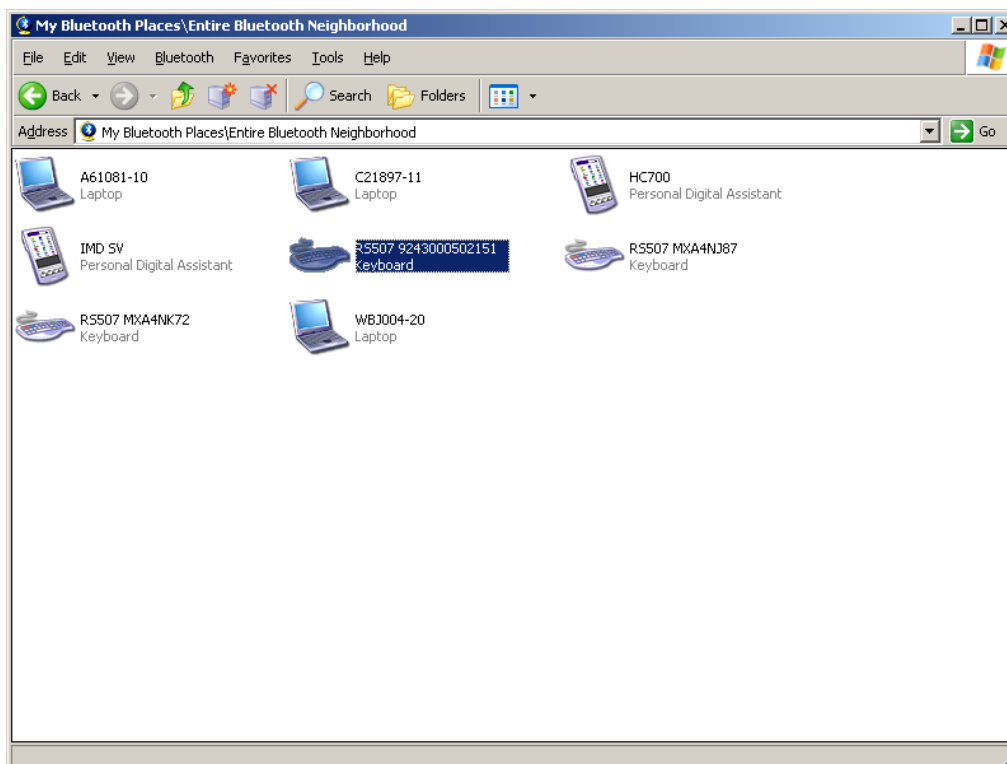 My Bluetooth Places\Entire Bluetooth Neighborhood
File Edit View Bluetooth Favorites Tools Help
Back Search Folders
Address My Bluetooth Places\Entire Bluetooth Neighborhood Go
A61081-10
Laptop
C21897-11
Laptop
HC700
Personal Digital Assistant
IMD SV
Personal Digital Assistant
RS507 9243000502151
Keyboard
RS507 MXA4NJ87
Keyboard
RS507 MXA4NK72
Keyboard
WBJ004-20
Laptop